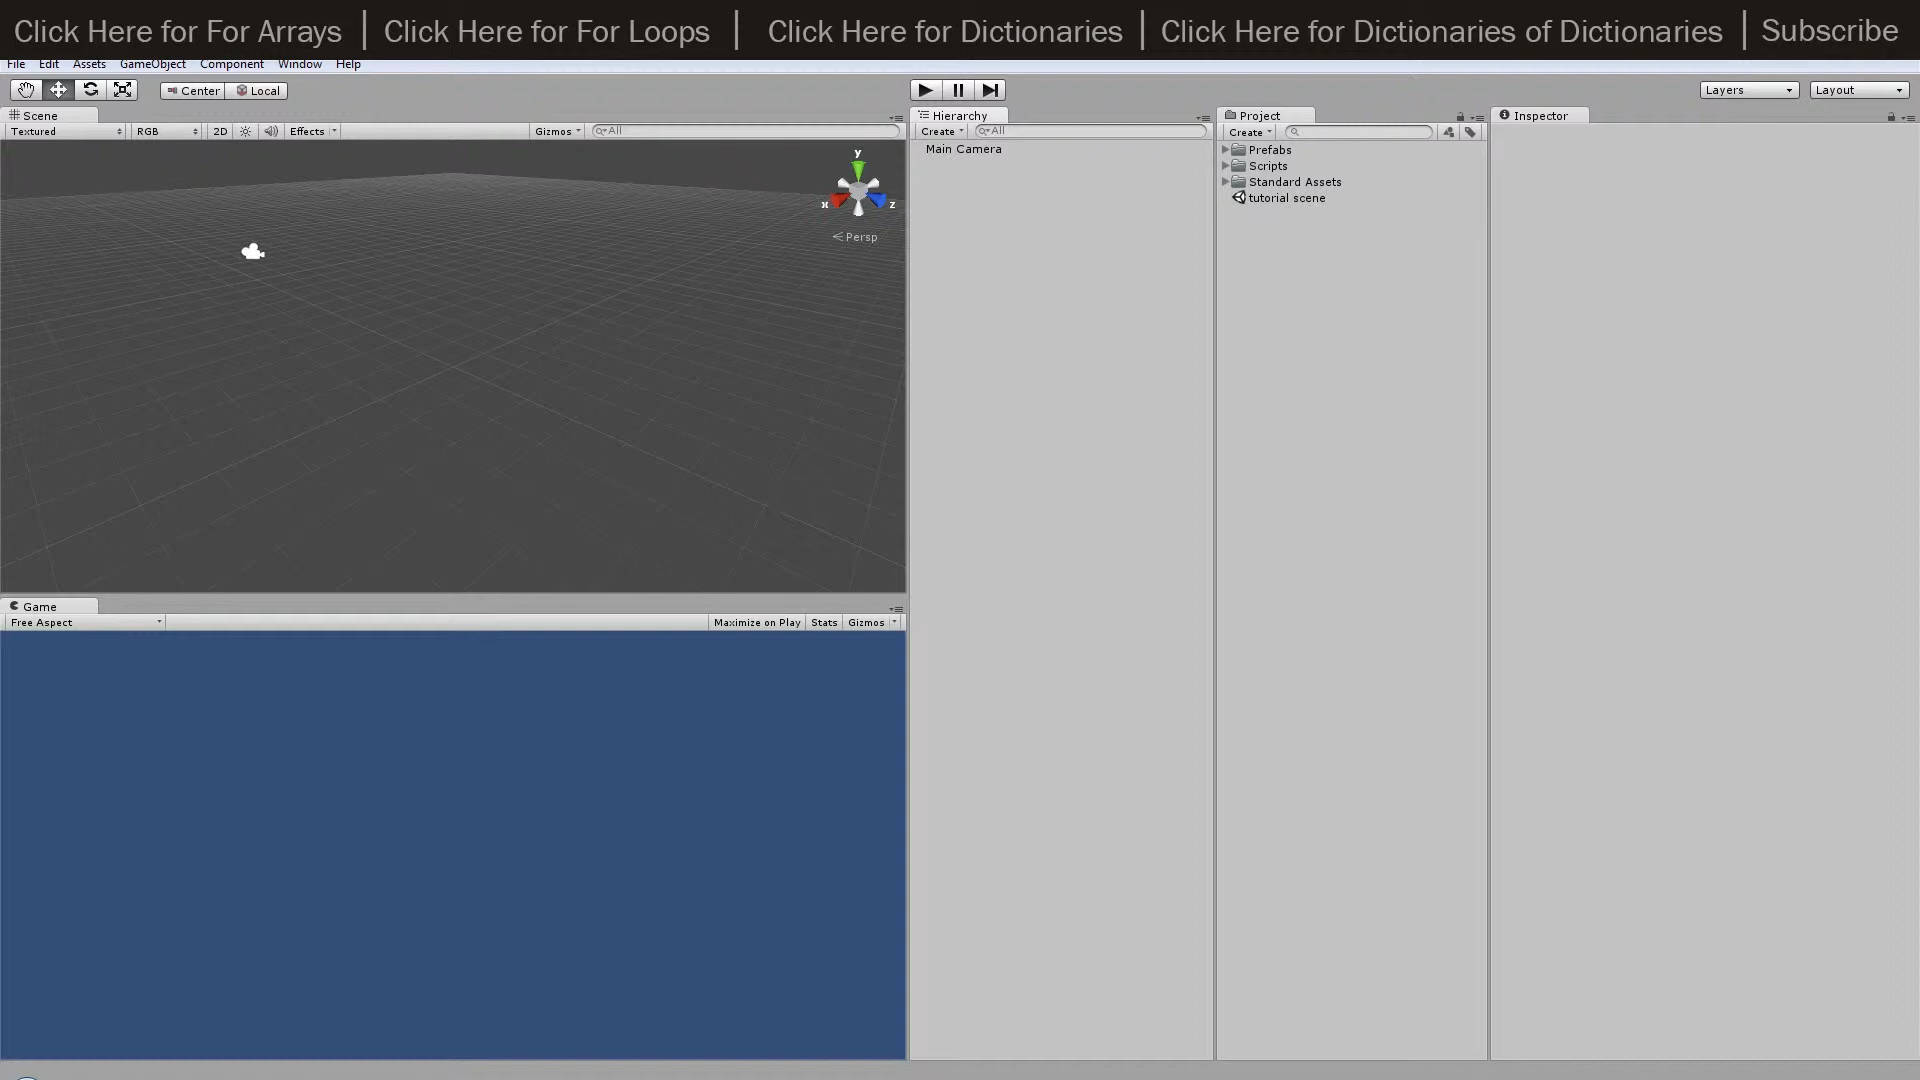 Click Here for For Arrays | Click Here for For Loops | Click Here for Dictionaries | Click Here for Dictionaries of Dictionaries | Subscribe
File Edit Assets GameObject Component Window Help
Center Local Layers Layout
Scene
Textured RGB 2D Effects Gizmos All
y
x z
Persp
Hierarchy
Create All
Main Camera
Project
Create
Prefabs
Scripts
Standard Assets
tutorial scene
Inspector
Game
Free Aspect Maximize on Play Stats Gizmos